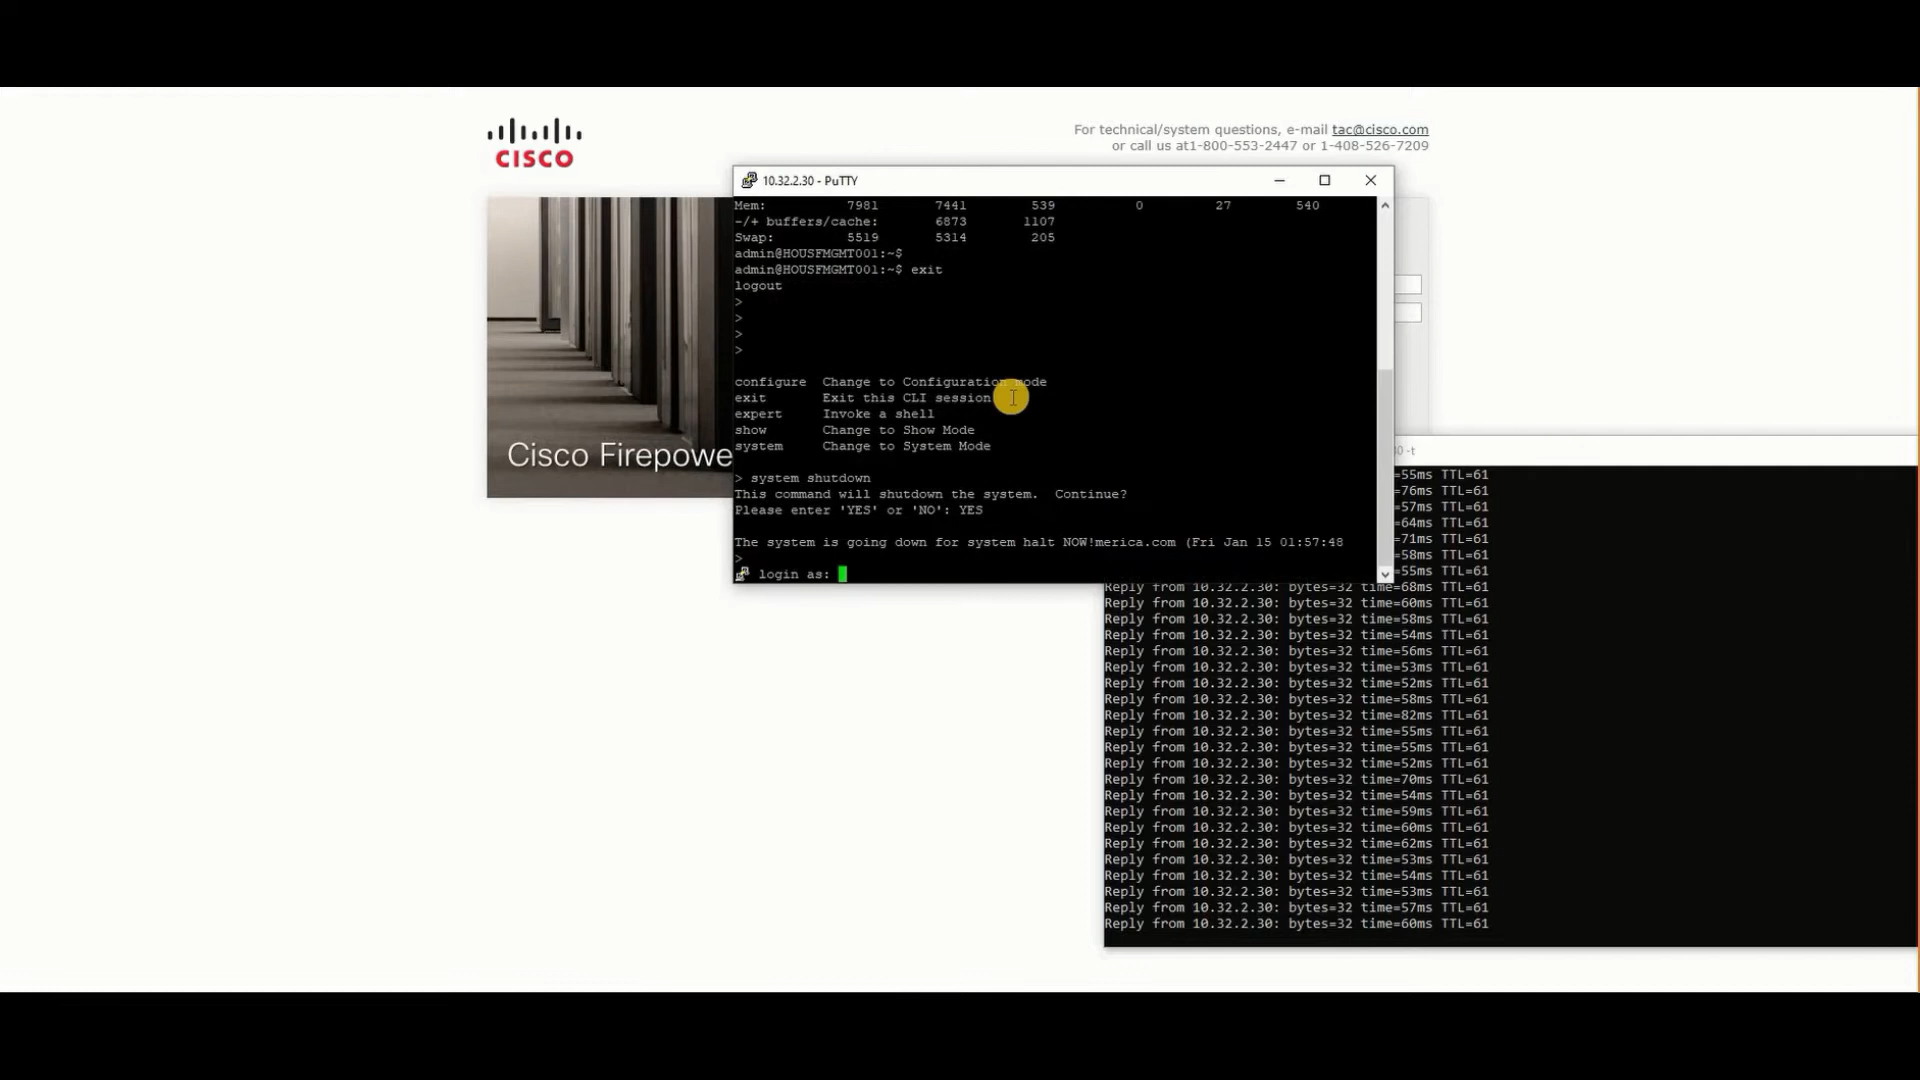 CISCO
For technical/system questions, e-mail tac@cisco.com
or call us at1-800-553-2447 or 1-408-526-7209
Cisco Firepowe
10.32.2.30 - PuTTY
Mem: 7981 7441 539 0 27 540
-/+ buffers/cache: 6873 1107
Swap: 5519 5314 205
admin@HOUSFMGMT001:~$
admin@HOUSFMGMT001:~$ exit
logout
>
>
>
>
configure Change to Configuration mode
exit Exit this CLI session
expert Invoke a shell
show Change to Show Mode
system Change to System Mode
> system shutdown
This command will shutdown the system. Continue?
Please enter 'YES' or 'NO': YES
The system is going down for system halt NOW!merica.com (Fri Jan 15 01:57:48
>
login as:
-t
=55ms TTL=61
=76ms TTL=61
=57ms TTL=61
=64ms TTL=61
=71ms TTL=61
=58ms TTL=61
=55ms TTL=61
Reply from 10.32.2.30: bytes=32 time=68ms TTL=61
Reply from 10.32.2.30: bytes=32 time=60ms TTL=61
Reply from 10.32.2.30: bytes=32 time=58ms TTL=61
Reply from 10.32.2.30: bytes=32 time=54ms TTL=61
Reply from 10.32.2.30: bytes=32 time=56ms TTL=61
Reply from 10.32.2.30: bytes=32 time=53ms TTL=61
Reply from 10.32.2.30: bytes=32 time=52ms TTL=61
Reply from 10.32.2.30: bytes=32 time=58ms TTL=61
Reply from 10.32.2.30: bytes=32 time=82ms TTL=61
Reply from 10.32.2.30: bytes=32 time=55ms TTL=61
Reply from 10.32.2.30: bytes=32 time=55ms TTL=61
Reply from 10.32.2.30: bytes=32 time=52ms TTL=61
Reply from 10.32.2.30: bytes=32 time=70ms TTL=61
Reply from 10.32.2.30: bytes=32 time=54ms TTL=61
Reply from 10.32.2.30: bytes=32 time=59ms TTL=61
Reply from 10.32.2.30: bytes=32 time=60ms TTL=61
Reply from 10.32.2.30: bytes=32 time=62ms TTL=61
Reply from 10.32.2.30: bytes=32 time=53ms TTL=61
Reply from 10.32.2.30: bytes=32 time=54ms TTL=61
Reply from 10.32.2.30: bytes=32 time=53ms TTL=61
Reply from 10.32.2.30: bytes=32 time=57ms TTL=61
Reply from 10.32.2.30: bytes=32 time=60ms TTL=61